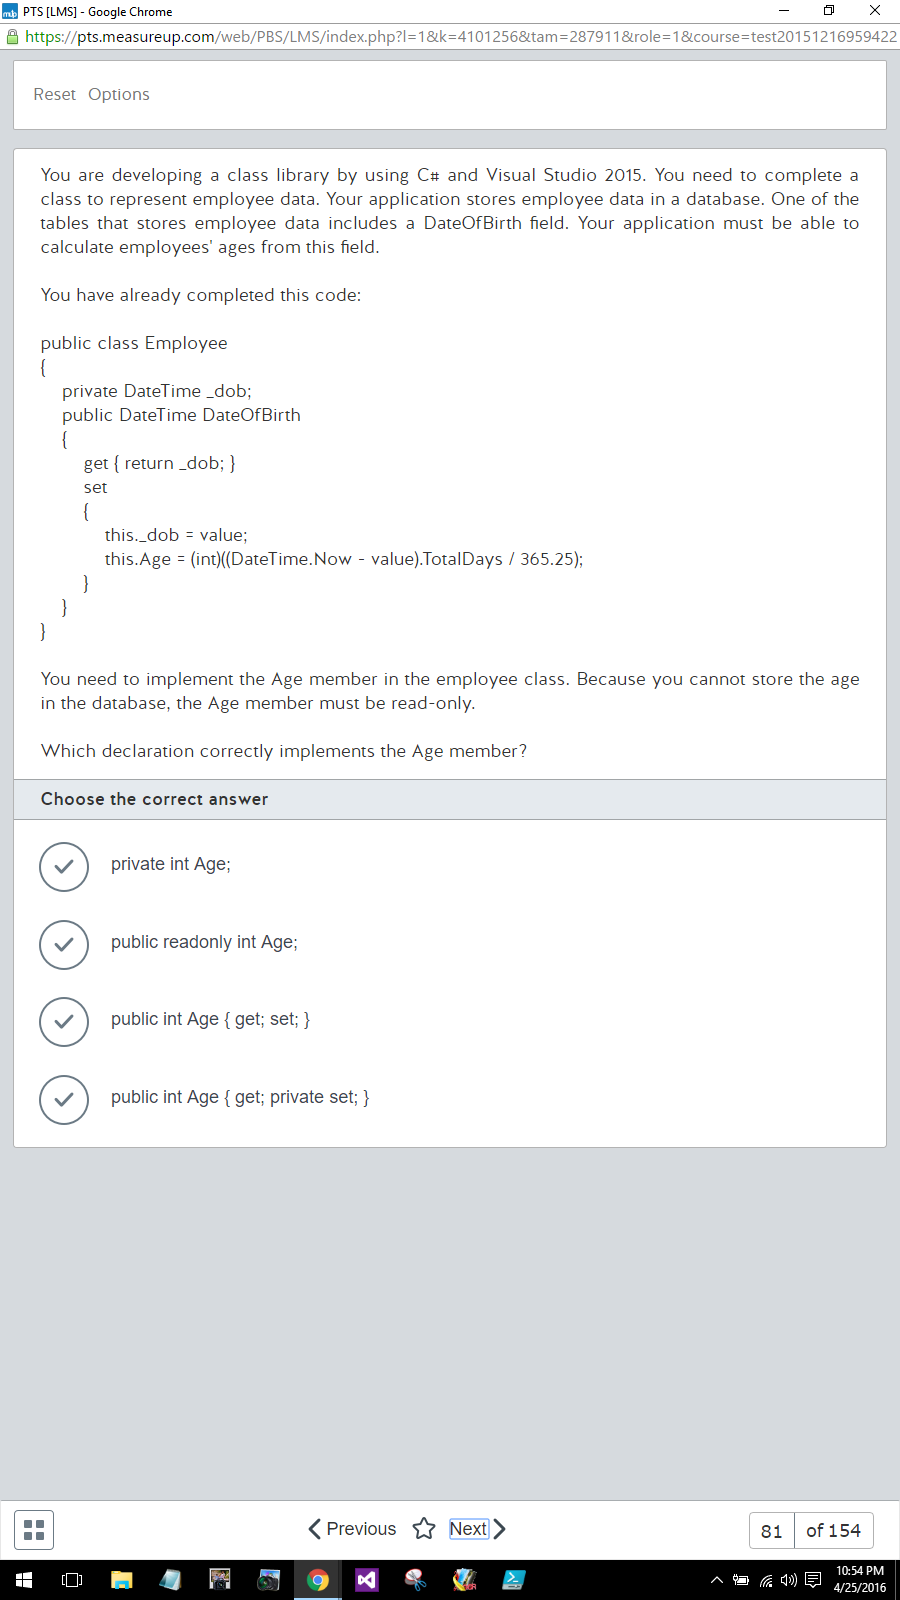 PTS [LMS] - Google Chrome
https://pts.measureup.com/web/PBS/LMS/index.php?l=1&k=4101256&tam=287911&role=1&course=test20151216959422
Reset Options
You are developing a class library by using C# and Visual Studio 2015. You need to complete a
class to represent employee data. Your application stores employee data in a database. One of the
tables that stores employee data includes a DateOfBirth field. Your application must be able to
calculate employees' ages from this field.
You have already completed this code:
public class Employee
{
private DateTime _dob;
public DateTime DateOfBirth
{
get { return _dob; }
set
{
this._dob = value;
this.Age = (int)((DateTime.Now - value).TotalDays / 365.25);
}
}
}
You need to implement the Age member in the employee class. Because you cannot store the age
in the database, the Age member must be read-only.
Which declaration correctly implements the Age member?
Choose the correct answer
private int Age;
public readonly int Age;
public int Age { get; set; }
public int Age { get; private set; }
Previous Next 81 of 154
10:54 PM
4/25/2016